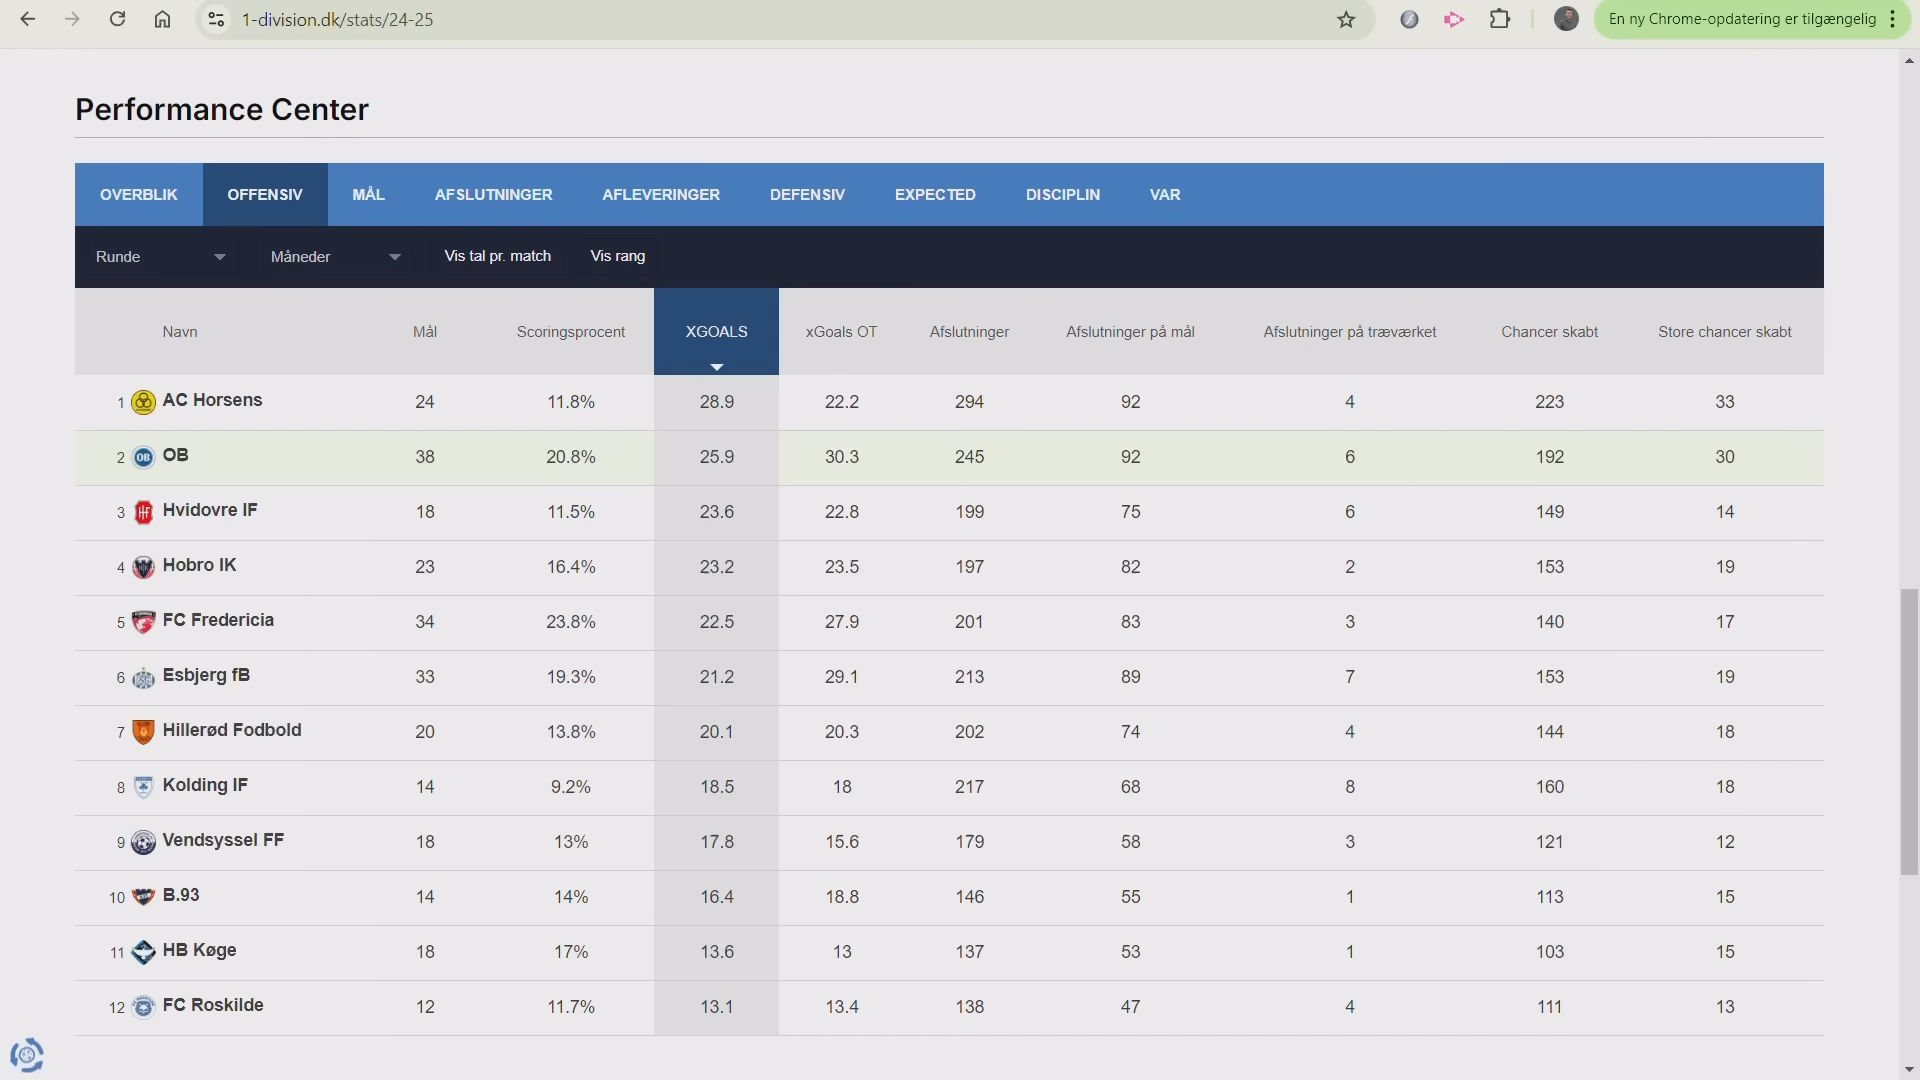 1-division.dk/stats/24-25
En ny Chrome-opdatering er tilgængelig
Performance Center
OVERBLIK OFFENSIV MÅL AFSLUTNINGER AFLEVERINGER DEFENSIV EXPECTED DISCIPLIN VAR
Runde Måneder Vis tal pr. match Vis rang
Navn Mål Scoringsprocent XGOALS xGoals OT Afslutninger Afslutninger på mål Afslutninger på træværket Chancer skabt Store chancer skabt
1 AC Horsens 24 11.8% 28.9 22.2 294 92 4 223 33
2 OB OB 38 20.8% 25.9 30.3 245 92 6 192 30
3 HF Hvidovre IF 18 11.5% 23.6 22.8 199 75 6 149 14
4 Hobro IK 23 16.4% 23.2 23.5 197 82 2 153 19
5 FC Fredericia 34 23.8% 22.5 27.9 201 83 3 140 17
6 Esbjerg fB 33 19.3% 21.2 29.1 213 89 7 153 19
7 Hillerød Fodbold 20 13.8% 20.1 20.3 202 74 4 144 18
8 Kolding IF 14 9.2% 18.5 18 217 68 8 160 18
9 Vendsyssel FF 18 13% 17.8 15.6 179 58 3 121 12
10 B.93 14 14% 16.4 18.8 146 55 1 113 15
11 HB Køge 18 17% 13.6 13 137 53 1 103 15
12 FC Roskilde 12 11.7% 13.1 13.4 138 47 4 111 13